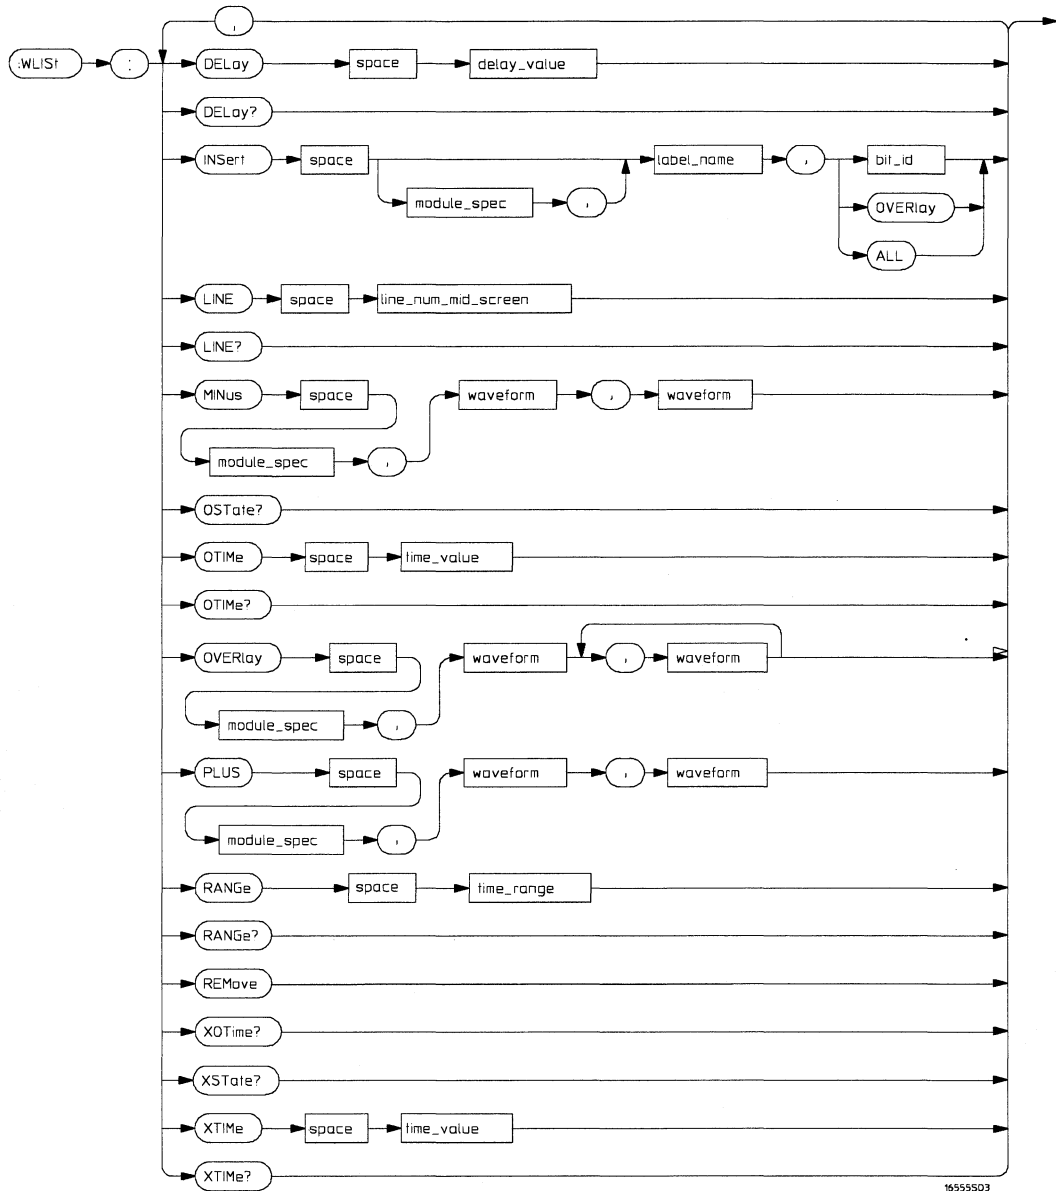 ,
:WLISt : DELay space delay_value
DELay?
INSert space label_name , bit_id
module_spec , OVERlay
ALL
LINE space line_num_mid_screen
LINE?
MINus space waveform , waveform
module_spec ,
OSTate?
OTIMe space time_value
OTIMe?
OVERlay space waveform , waveform
module_spec ,
PLUS space waveform , waveform
module_spec ,
RANGe space time_range
RANGe?
REMove
XOTime?
XSTate?
XTIMe space time_value
XTIMe?
16555S03